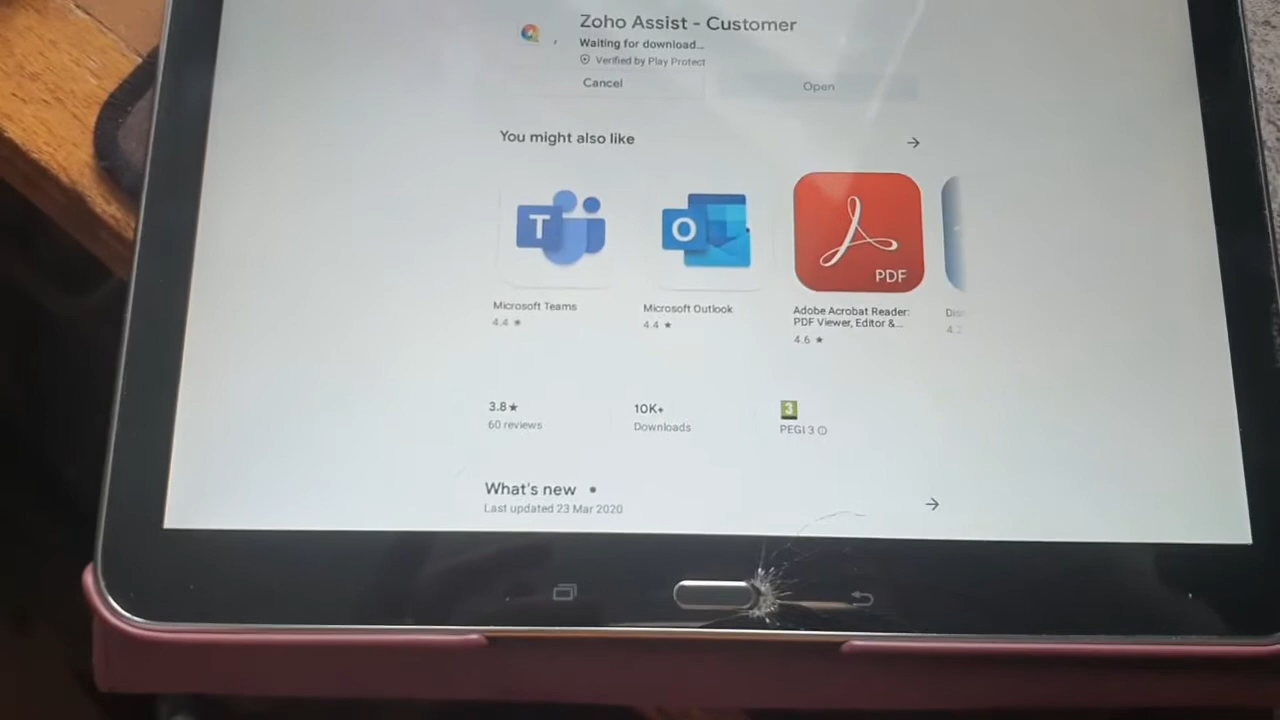 Zoho Assist - Customer
Waiting for download...
Verified by Play Protect
Cancel
Open
You might also like
T
O
PDF
Microsoft Teams
4.4 ★
Microsoft Outlook
4.4 ★
Adobe Acrobat Reader:
PDF Viewer, Editor &...
4.6 ★
3.8★
60 reviews
10K+
Downloads
3
PEGI 3
What's new
Last updated 23 Mar 2020